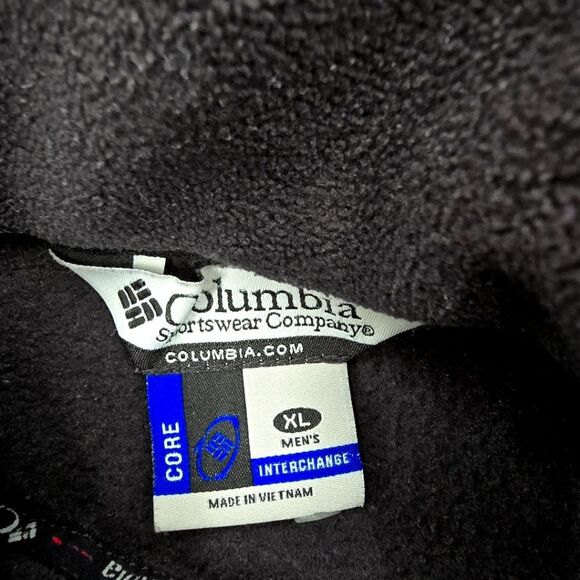 Columbia
Sportswear Company®
COLUMBIA.COM
CORE
XL
MEN'S
INTERCHANGE
MADE IN VIETNAM